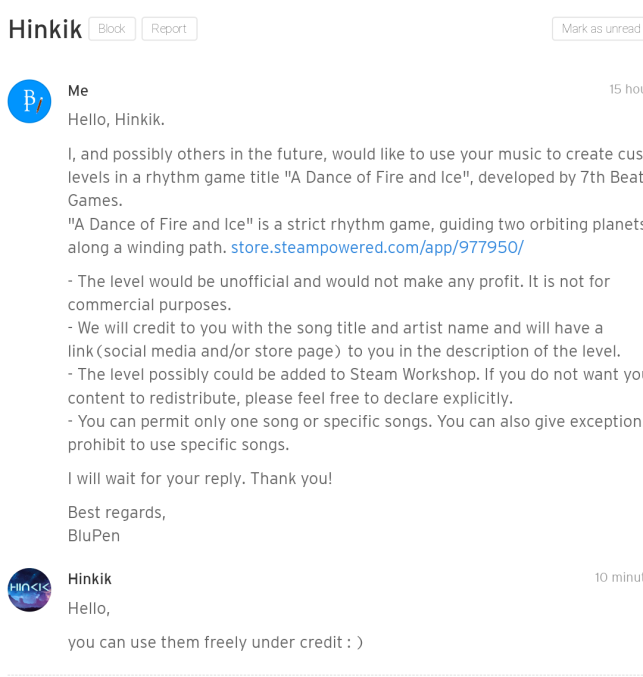 Hinkik Block Report Mark as unread
Me 15 hou
Hello, Hinkik.
I, and possibly others in the future, would like to use your music to create cus
levels in a rhythm game title "A Dance of Fire and Ice", developed by 7th Beat
Games.
"A Dance of Fire and Ice" is a strict rhythm game, guiding two orbiting planets
along a winding path. store.steampowered.com/app/977950/
- The level would be unofficial and would not make any profit. It is not for
commercial purposes.
- We will credit to you with the song title and artist name and will have a
link(social media and/or store page) to you in the description of the level.
- The level possibly could be added to Steam Workshop. If you do not want you
content to redistribute, please feel free to declare explicitly.
- You can permit only one song or specific songs. You can also give exception
prohibit to use specific songs.
I will wait for your reply. Thank you!
Best regards,
BluPen
HINKIK
Hinkik 10 minut
Hello,
you can use them freely under credit : )